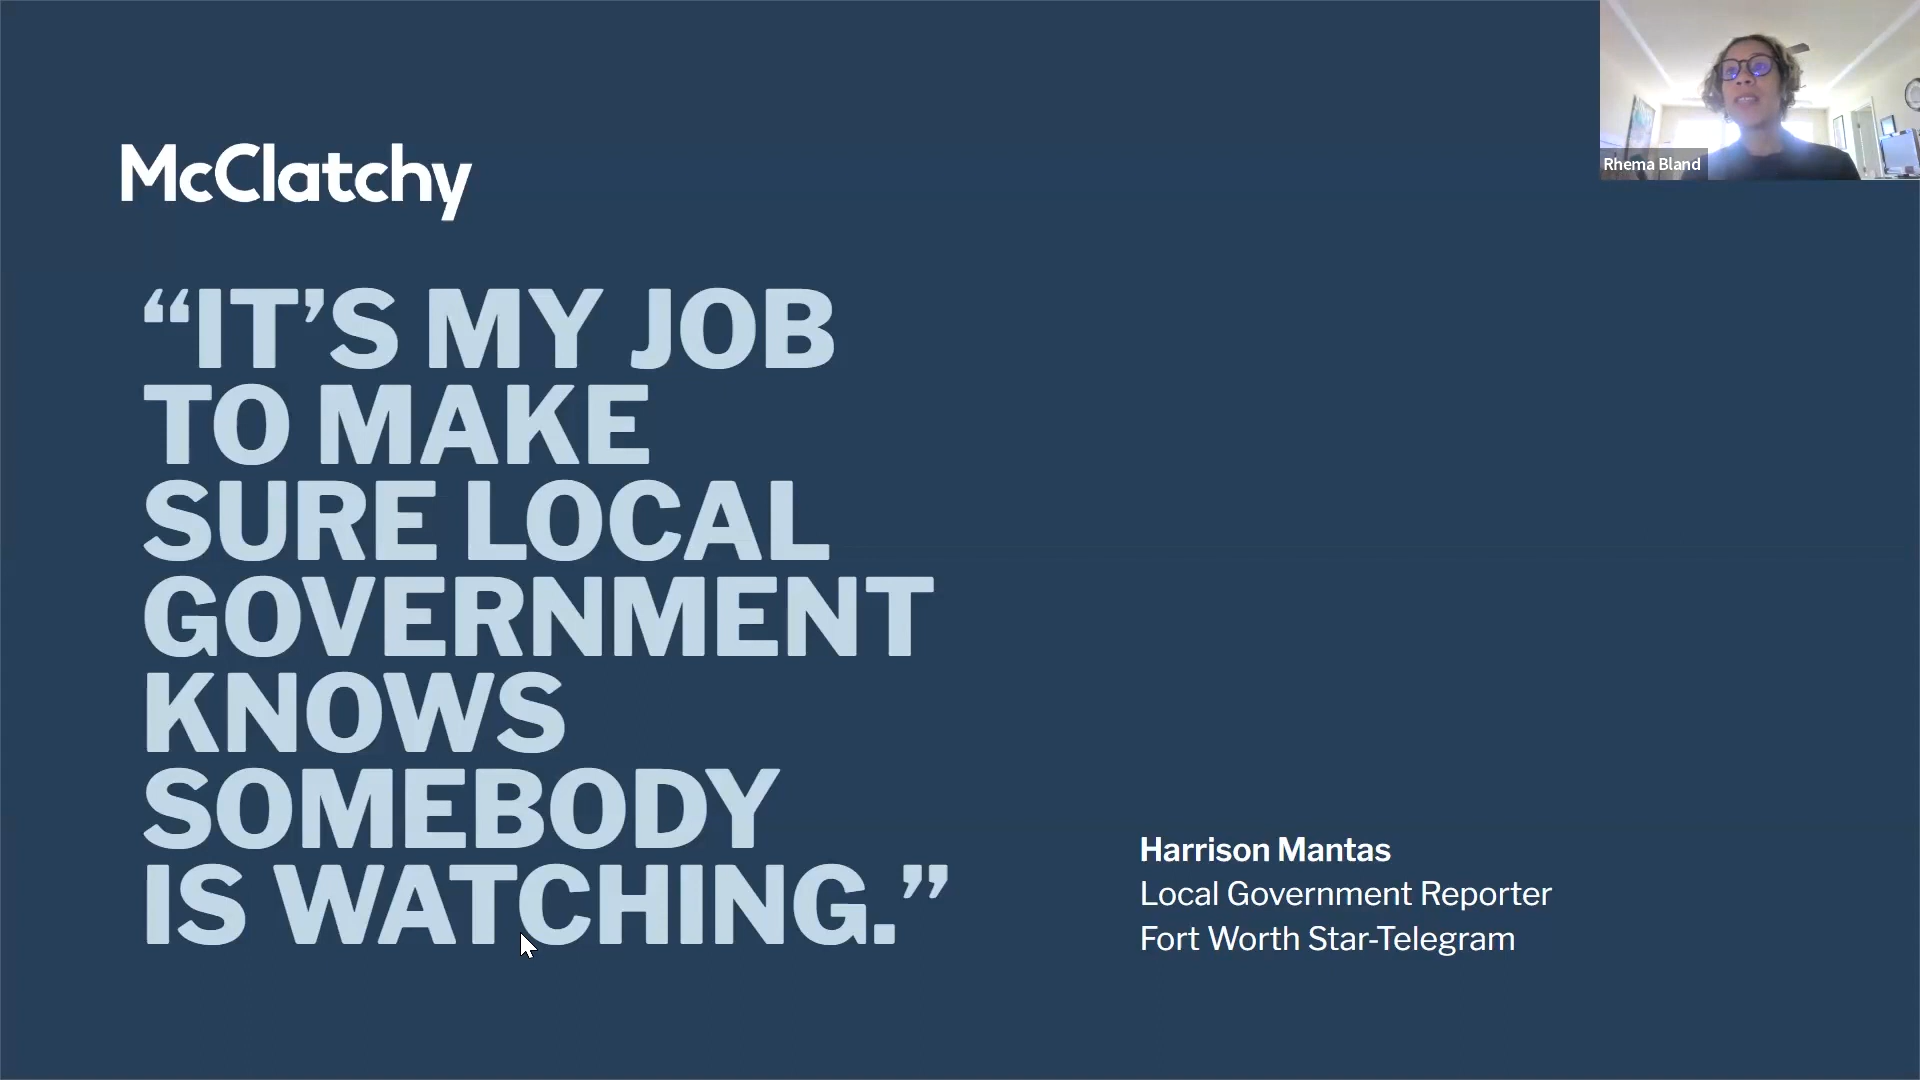 McClatchy
“IT’S MY JOB
TO MAKE
SURE LOCAL
GOVERNMENT
KNOWS
SOMEBODY
IS WATCHING.”
Harrison Mantas
Local Government Reporter
Fort Worth Star-Telegram
Rhema Bland